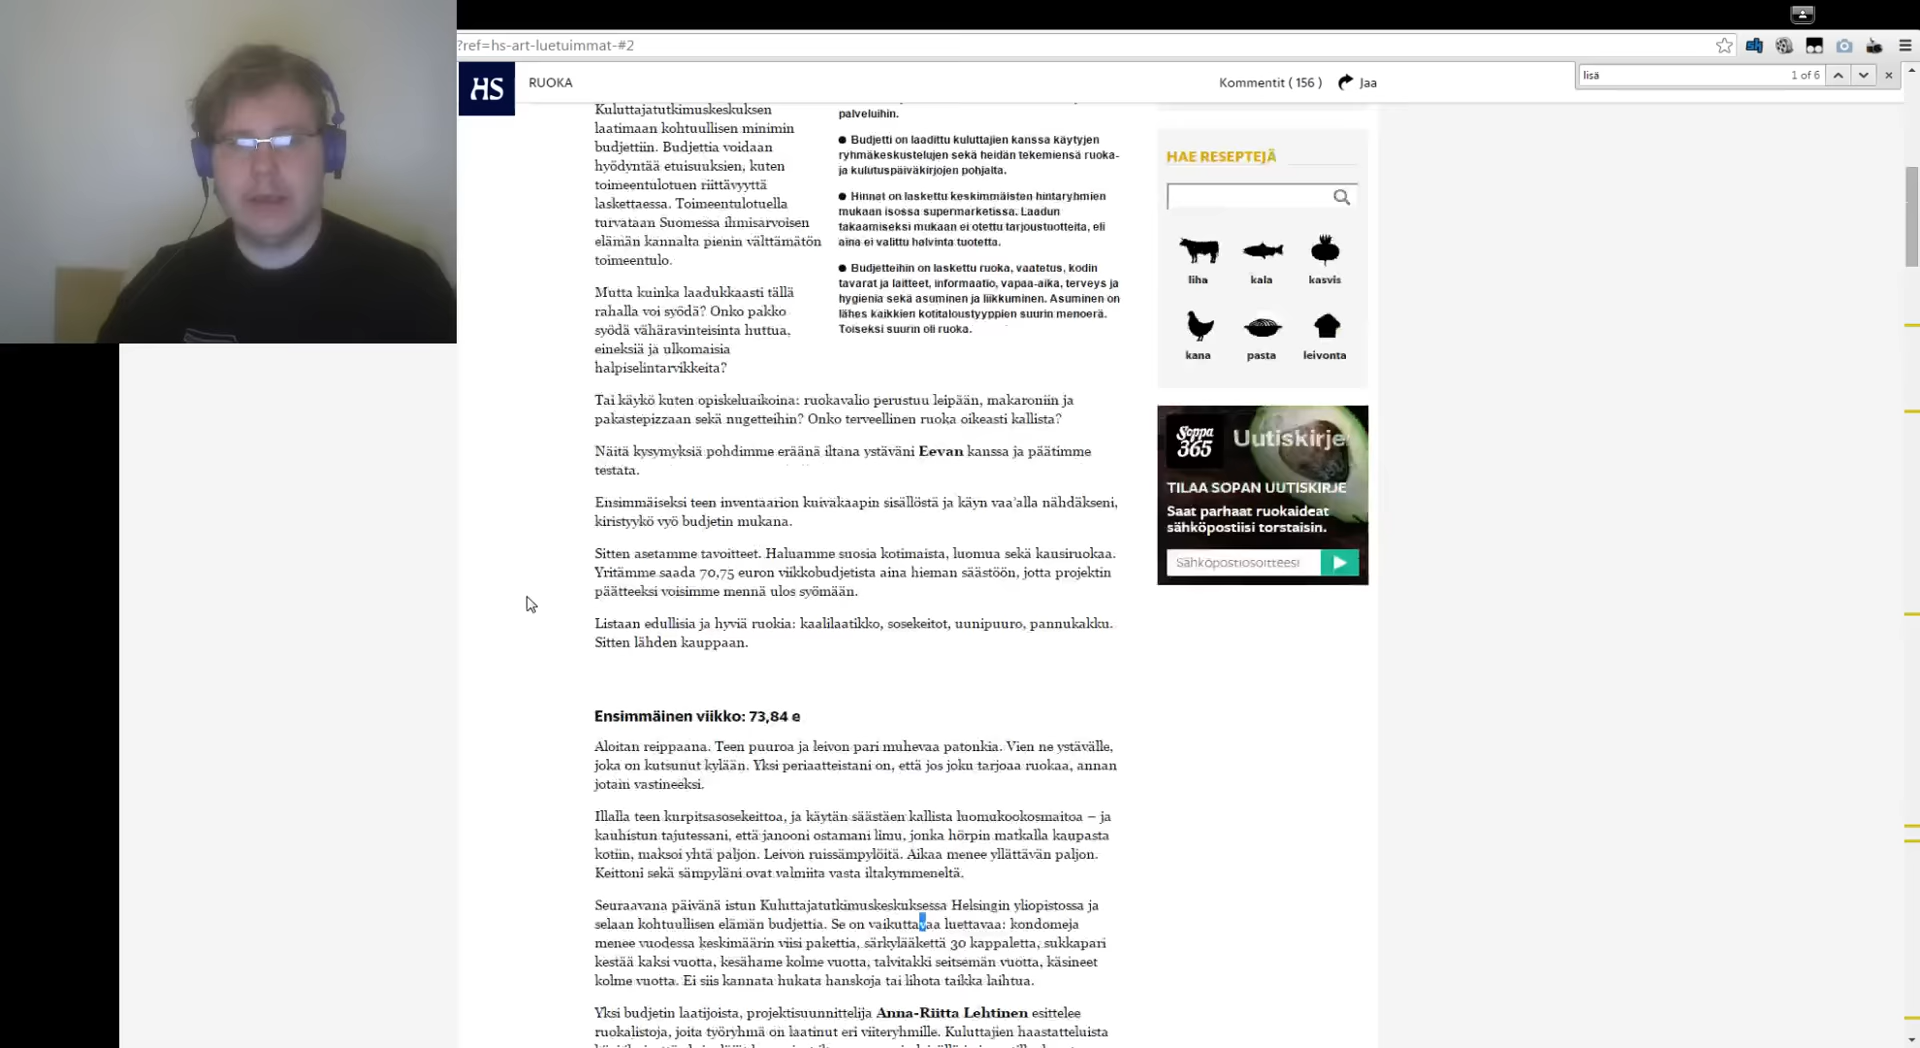 ?ref=hs-art-luetuimmat-#2
lisä
1 of 6
HS
RUOKA
Kommentit ( 156 )
Jaa
Kuluttajatutkimuskeskuksen
laatimaan kohtuullisen minimin
budjettiin. Budjettia voidaan
hyödyntää etuisuuksien, kuten
toimeentulotuen riittävyyttä
laskettaessa. Toimeentulotuella
turvataan Suomessa ihmisarvoisen
elämän kannalta pienin välttämätön
toimeentulo.
Mutta kuinka laadukkaasti tällä
rahalla voi syödä? Onko pakko
syödä vähäravinteisinta huttua,
eineksiä ja ulkomaisia
halpiselintarvikkeita?
palveluihin.
● Budjetti on laadittu kuluttajien kanssa käytyjen
ryhmäkeskustelujen sekä heidän tekemiensä ruoka-
ja kulutuspäiväkirjojen pohjalta.
● Hinnat on laskettu keskimmäisten hintaryhmien
mukaan isossa supermarketissa. Laadun
takaamiseksi mukaan ei otettu tarjoustuotteita, eli
aina ei valittu halvinta tuotetta.
● Budjetteihin on laskettu ruoka, vaatetus, kodin
tavarat ja laitteet, informaatio, vapaa-aika, terveys ja
hygienia sekä asuminen ja liikkuminen. Asuminen on
lähes kaikkien kotitaloustyyppien suurin menoerä.
Toiseksi suurin oli ruoka.
Tai käykö kuten opiskeluaikoina: ruokavalio perustuu leipään, makaroniin ja
pakastepizzaan sekä nugetteihin? Onko terveellinen ruoka oikeasti kallista?
Näitä kysymyksiä pohdimme eräänä iltana ystäväni Eevan kanssa ja päätimme
testata.
Ensimmäiseksi teen inventaarion kuivakaapin sisällöstä ja käyn vaa'alla nähdäkseni,
kiristyykö vyö budjetin mukana.
Sitten asetamme tavoitteet. Haluamme suosia kotimaista, luomua sekä kausiruokaa.
Yritämme saada 70,75 euron viikkobudjetista aina hieman säästöön, jotta projektin
päätteeksi voisimme mennä ulos syömään.
Listaan edullisia ja hyviä ruokia: kaalilaatikko, sosekeitot, uunipuuro, pannukakku.
Sitten lähden kauppaan.
Ensimmäinen viikko: 73,84 e
Aloitan reippaana. Teen puuroa ja leivon pari muhevaa patonkia. Vien ne ystävälle,
joka on kutsunut kylään. Yksi periaatteistani on, että jos joku tarjoaa ruokaa, annan
jotain vastineeksi.
Illalla teen kurpitsasosekeittoa, ja käytän säästäen kallista luomukookosmaitoa – ja
kauhistun tajutessani, että janooni ostamani limu, jonka hörpin matkalla kaupasta
kotiin, maksoi yhtä paljon. Leivon ruissämpylöitä. Aikaa menee yllättävän paljon.
Keittoni sekä sämpyläni ovat valmiita vasta iltakymmeneltä.
Seuraavana päivänä istun Kuluttajatutkimuskeskuksessa Helsingin yliopistossa ja
selaan kohtuullisen elämän budjettia. Se on vaikuttavaa luettavaa: kondomeja
menee vuodessa keskimäärin viisi pakettia, särkylääkettä 30 kappaletta, sukkapari
kestää kaksi vuotta, kesähame kolme vuotta, talvitakki seitsemän vuotta, käsineet
kolme vuotta. Ei siis kannata hukata hanskoja tai lihota taikka laihtua.
Yksi budjetin laatijoista, projektisuunnittelija Anna-Riitta Lehtinen esittelee
ruokalistoja, joita työryhmä on laatinut eri viiteryhmille. Kuluttajien haastatteluista
HAE RESEPTEJÄ
liha
kala
kasvis
kana
pasta
leivonta
Soppa
365
Uutiskirje
TILAA SOPAN UUTISKIRJE
Saat parhaat ruokaideat
sähköpostiisi torstaisin.
Sähköpostiosoitteesi